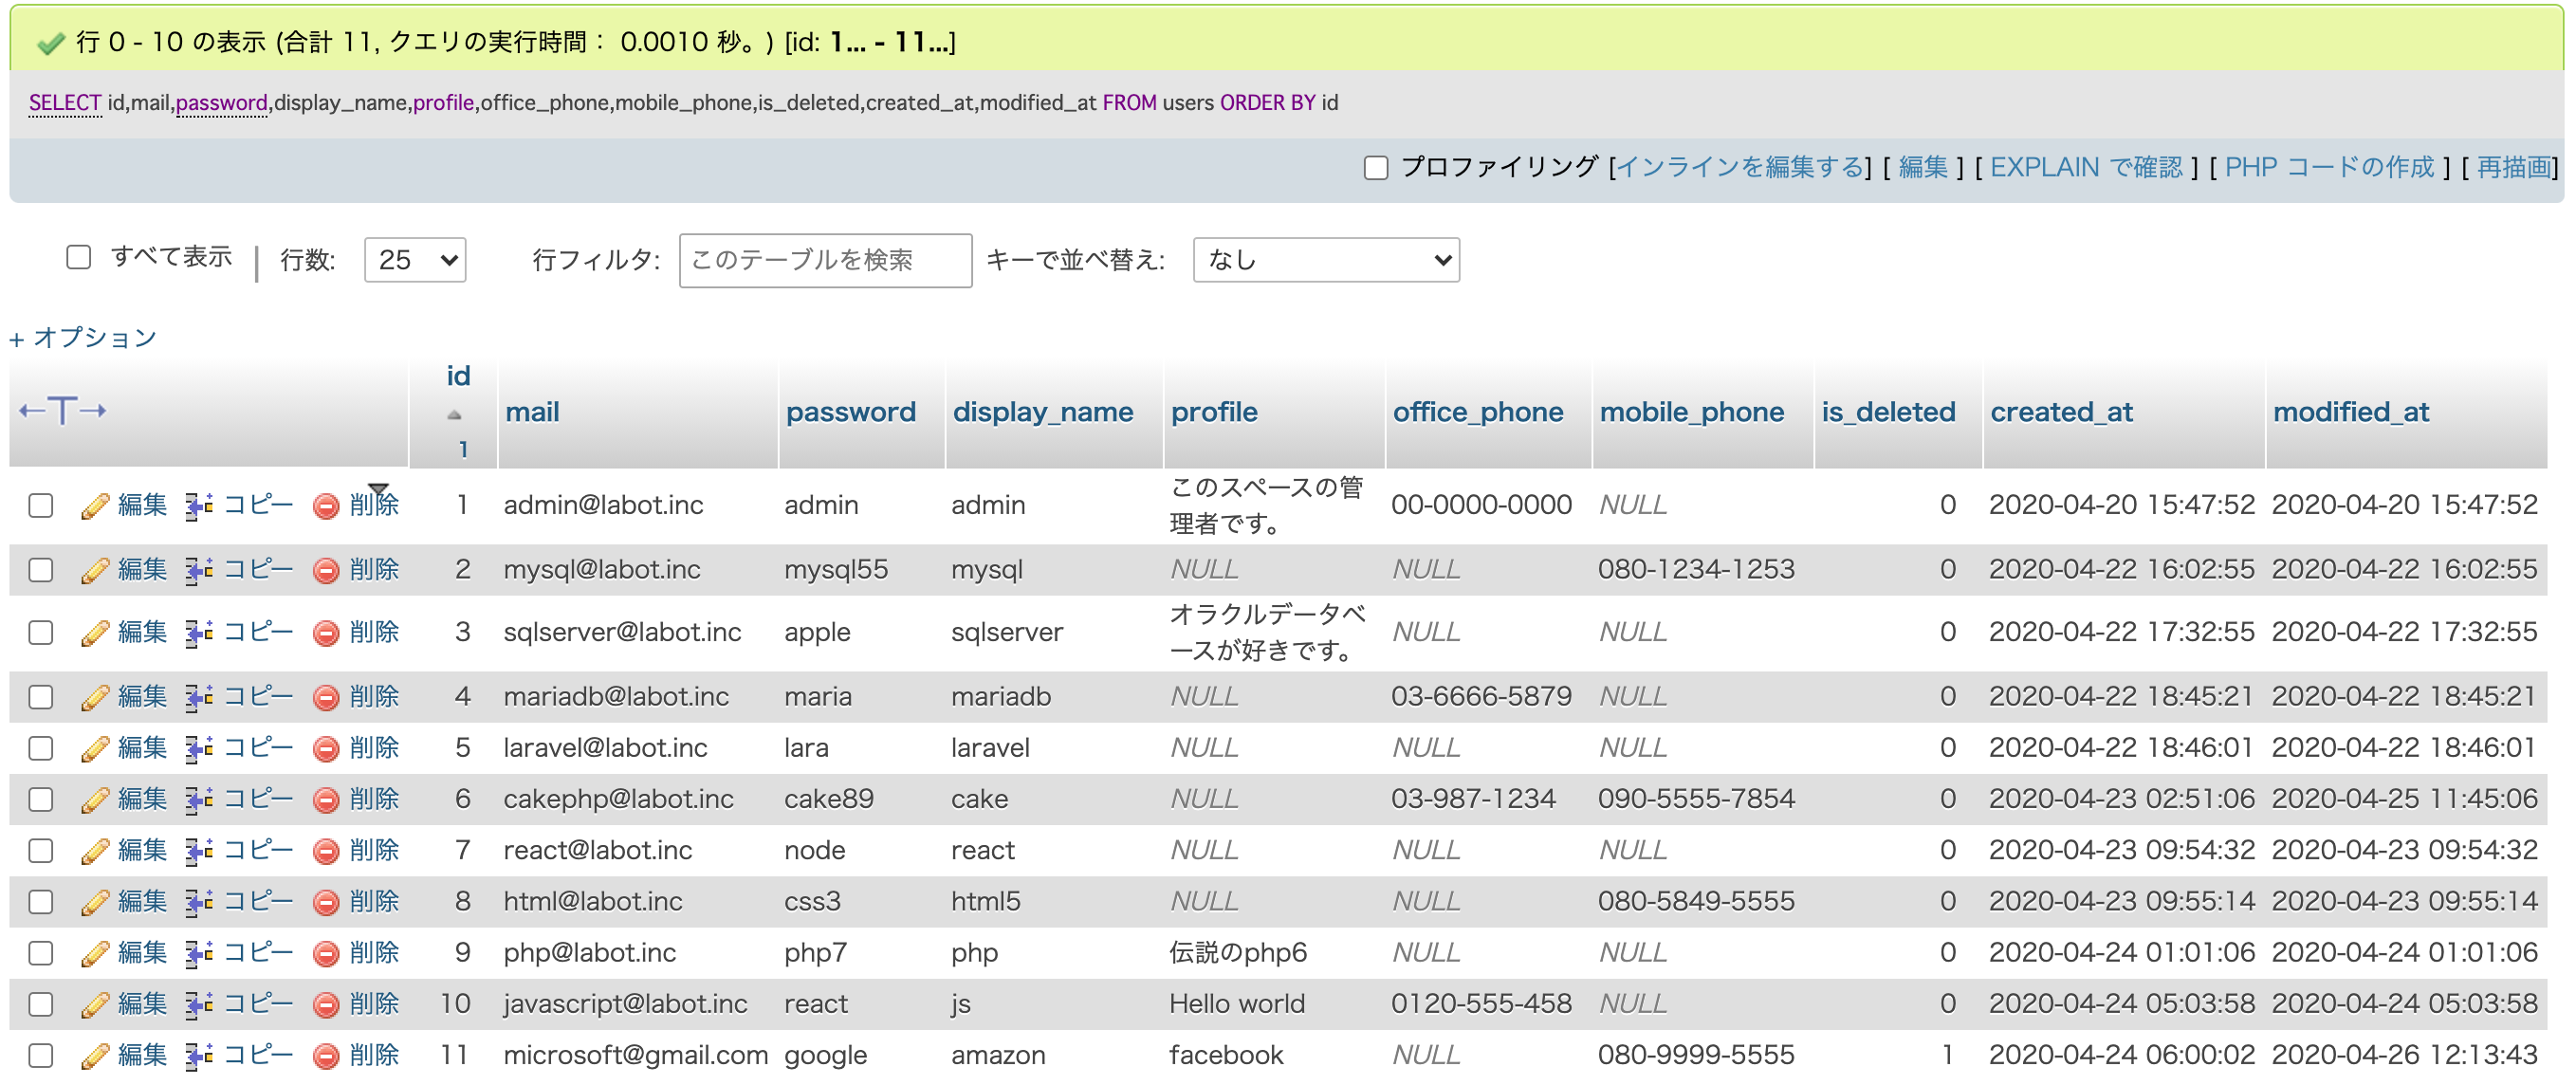 行 0 - 10 の表示 (合計 11, クエリの実行時間： 0.0010 秒。) [id: 1... - 11...]
SELECT id,mail,password,display_name,profile,office_phone,mobile_phone,is_deleted,created_at,modified_at FROM users ORDER BY id
プロファイリング [インラインを編集する] [ 編集 ] [ EXPLAIN で確認 ] [ PHP コードの作成 ] [ 再描画]
すべて表示 | 行数: 25 行フィルタ: このテーブルを検索 キーで並べ替え: なし
+ オプション
←T→ id 1 mail password display_name profile office_phone mobile_phone is_deleted created_at modified_at
編集 コピー 削除 1 admin@labot.inc admin admin このスペースの管 00-0000-0000 NULL 0 2020-04-20 15:47:52 2020-04-20 15:47:52
理者です。
編集 コピー 削除 2 mysql@labot.inc mysql55 mysql NULL NULL 080-1234-1253 0 2020-04-22 16:02:55 2020-04-22 16:02:55
編集 コピー 削除 3 sqlserver@labot.inc apple sqlserver オラクルデータベ NULL NULL 0 2020-04-22 17:32:55 2020-04-22 17:32:55
ースが好きです。
編集 コピー 削除 4 mariadb@labot.inc maria mariadb NULL 03-6666-5879 NULL 0 2020-04-22 18:45:21 2020-04-22 18:45:21
編集 コピー 削除 5 laravel@labot.inc lara laravel NULL NULL NULL 0 2020-04-22 18:46:01 2020-04-22 18:46:01
編集 コピー 削除 6 cakephp@labot.inc cake89 cake NULL 03-987-1234 090-5555-7854 0 2020-04-23 02:51:06 2020-04-25 11:45:06
編集 コピー 削除 7 react@labot.inc node react NULL NULL NULL 0 2020-04-23 09:54:32 2020-04-23 09:54:32
編集 コピー 削除 8 html@labot.inc css3 html5 NULL NULL 080-5849-5555 0 2020-04-23 09:55:14 2020-04-23 09:55:14
編集 コピー 削除 9 php@labot.inc php7 php 伝説のphp6 NULL NULL 0 2020-04-24 01:01:06 2020-04-24 01:01:06
編集 コピー 削除 10 javascript@labot.inc react js Hello world 0120-555-458 NULL 0 2020-04-24 05:03:58 2020-04-24 05:03:58
編集 コピー 削除 11 microsoft@gmail.com google amazon facebook NULL 080-9999-5555 1 2020-04-24 06:00:02 2020-04-26 12:13:43